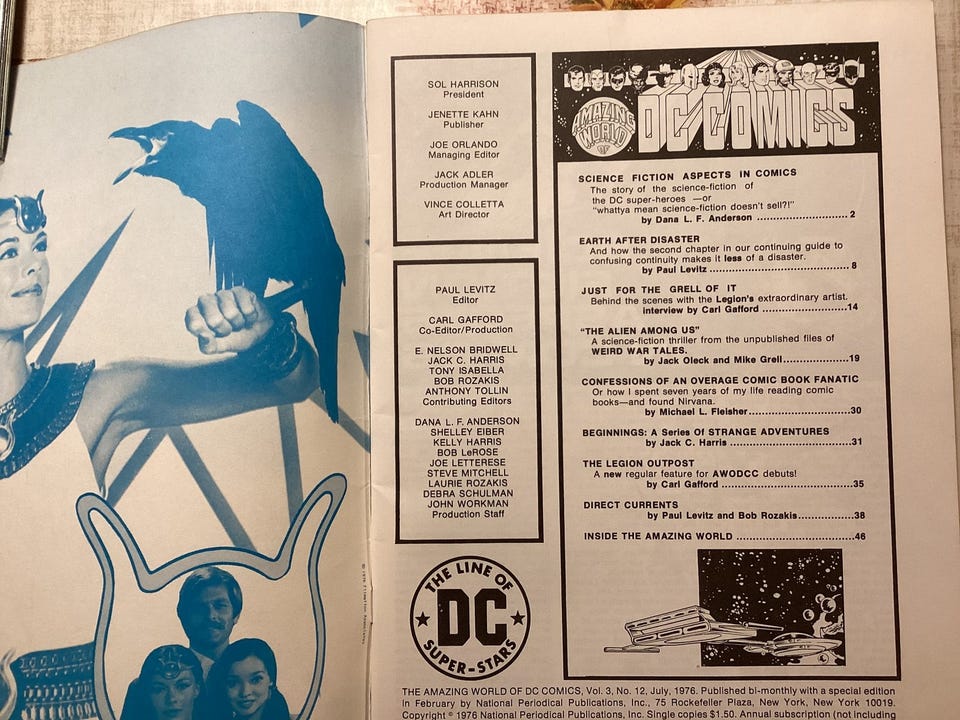 SOL HARRISON
President
JENETTE KAHN
Publisher
JOE ORLANDO
Managing Editor
JACK ADLER
Production Manager
VINCE COLLETTA
Art Director
PAUL LEVITZ
Editor
CARL GAFFORD
Co-Editor/Production
E. NELSON BRIDWELL
JACK C. HARRIS
TONY ISABELLA
BOB ROZAKIS
ANTHONY TOLLIN
Contributing Editors
DANA L. F. ANDERSON
SHELLEY EIBER
KELLY HARRIS
BOB LeROSE
JOE LETTERESE
STEVE MITCHELL
LAURIE ROZAKIS
DEBRA SCHULMAN
JOHN WORKMAN
Production Staff
THE LINE OF
DC
SUPER-STARS
AMAZING
WORLD
OF
DC COMICS
SCIENCE FICTION ASPECTS IN COMICS
The story of the science-fiction of
the DC super-heroes —or
"whattya mean science-fiction doesn't sell?!"
by Dana L. F. Anderson ........................ 2
EARTH AFTER DISASTER
And how the second chapter in our continuing guide to
confusing continuity makes it less of a disaster.
by Paul Levitz .................................... 8
JUST FOR THE GRELL OF IT
Behind the scenes with the Legion's extraordinary artist.
interview by Carl Gafford .....................14
"THE ALIEN AMONG US"
A science-fiction thriller from the unpublished files of
WEIRD WAR TALES.
by Jack Oleck and Mike Grell.................19
CONFESSIONS OF AN OVERAGE COMIC BOOK FANATIC
Or how I spent seven years of my life reading comic
books—and found Nirvana.
by Michael L. Fleisher..........................30
BEGINNINGS: A Series Of STRANGE ADVENTURES
by Jack C. Harris ...............................31
THE LEGION OUTPOST
A new regular feature for AWODCC debuts!
by Carl Gafford ..................................35
DIRECT CURRENTS
by Paul Levitz and Bob Rozakis..............38
INSIDE THE AMAZING WORLD .............................46
THE AMAZING WORLD OF DC COMICS, Vol. 3, No. 12, July, 1976. Published bi-monthly with a special edition
in February by National Periodical Publications, Inc., 75 Rockefeller Plaza, New York, New York 10019.
Copyright © 1976 National Periodical Publications, Inc. Single copies $1.50. Annual subscription (not including